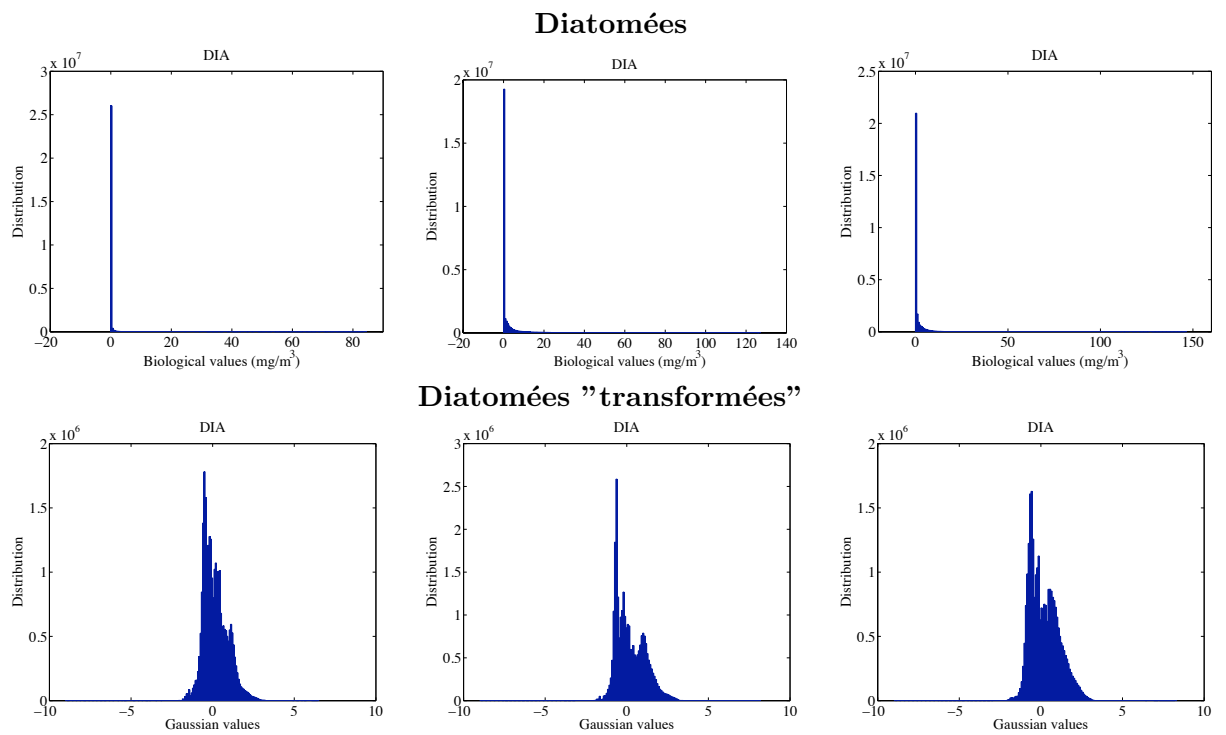 Diatomées
DIA
x 10^7
3
2.5
2
1.5
1
0.5
0
Distribution
−20 0 20 40 60 80
Biological values (mg/m^3)
DIA
x 10^7
2
1.5
1
0.5
0
Distribution
−20 0 20 40 60 80 100 120 140
Biological values (mg/m^3)
DIA
x 10^7
2.5
2
1.5
1
0.5
0
Distribution
0 50 100 150
Biological values (mg/m^3)
Diatomées ”transformées”
DIA
x 10^6
2
1.5
1
0.5
0
Distribution
−10 −5 0 5 10
Gaussian values
DIA
x 10^6
3
2.5
2
1.5
1
0.5
0
Distribution
−10 −5 0 5 10
Gaussian values
DIA
x 10^6
2
1.5
1
0.5
0
Distribution
−10 −5 0 5 10
Gaussian values